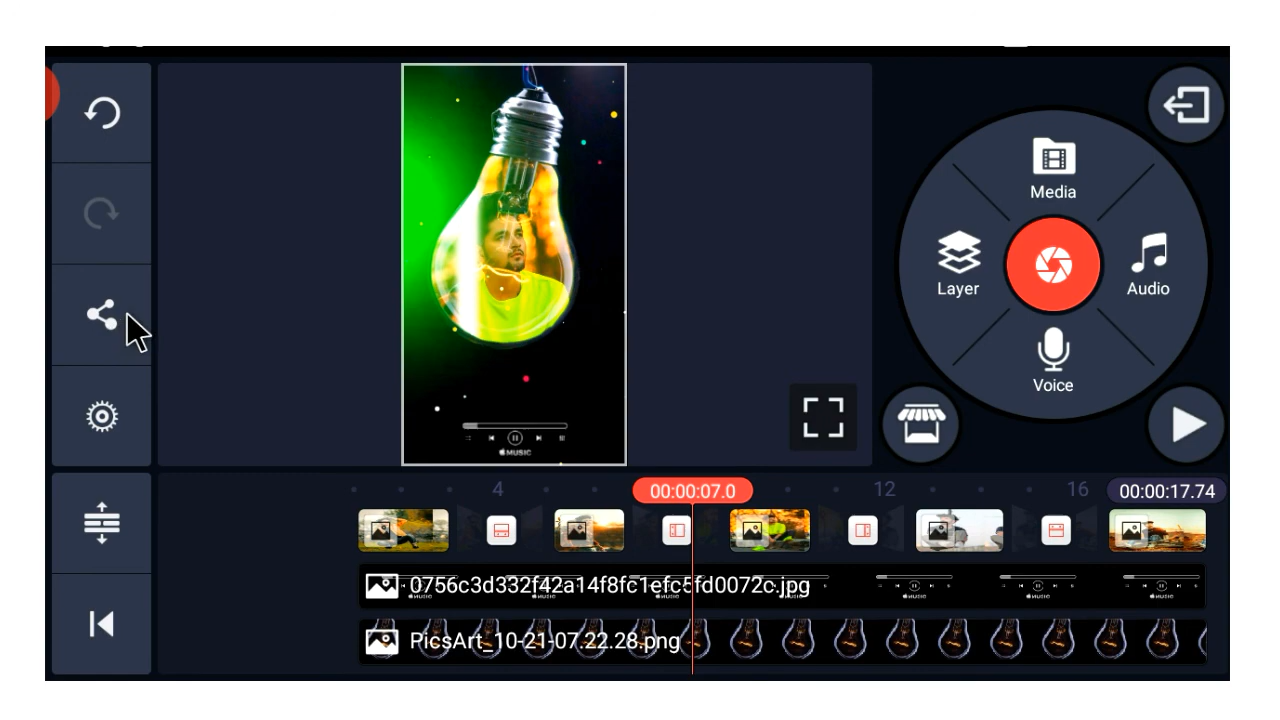 Media
Layer
Audio
Voice
MUSIC
4
00:00:07.0
12
16
00:00:17.74
0756c3d332f42a14f8fc1efc5fd0072c.jpg
PicsArt_10-21-07.22.28.png